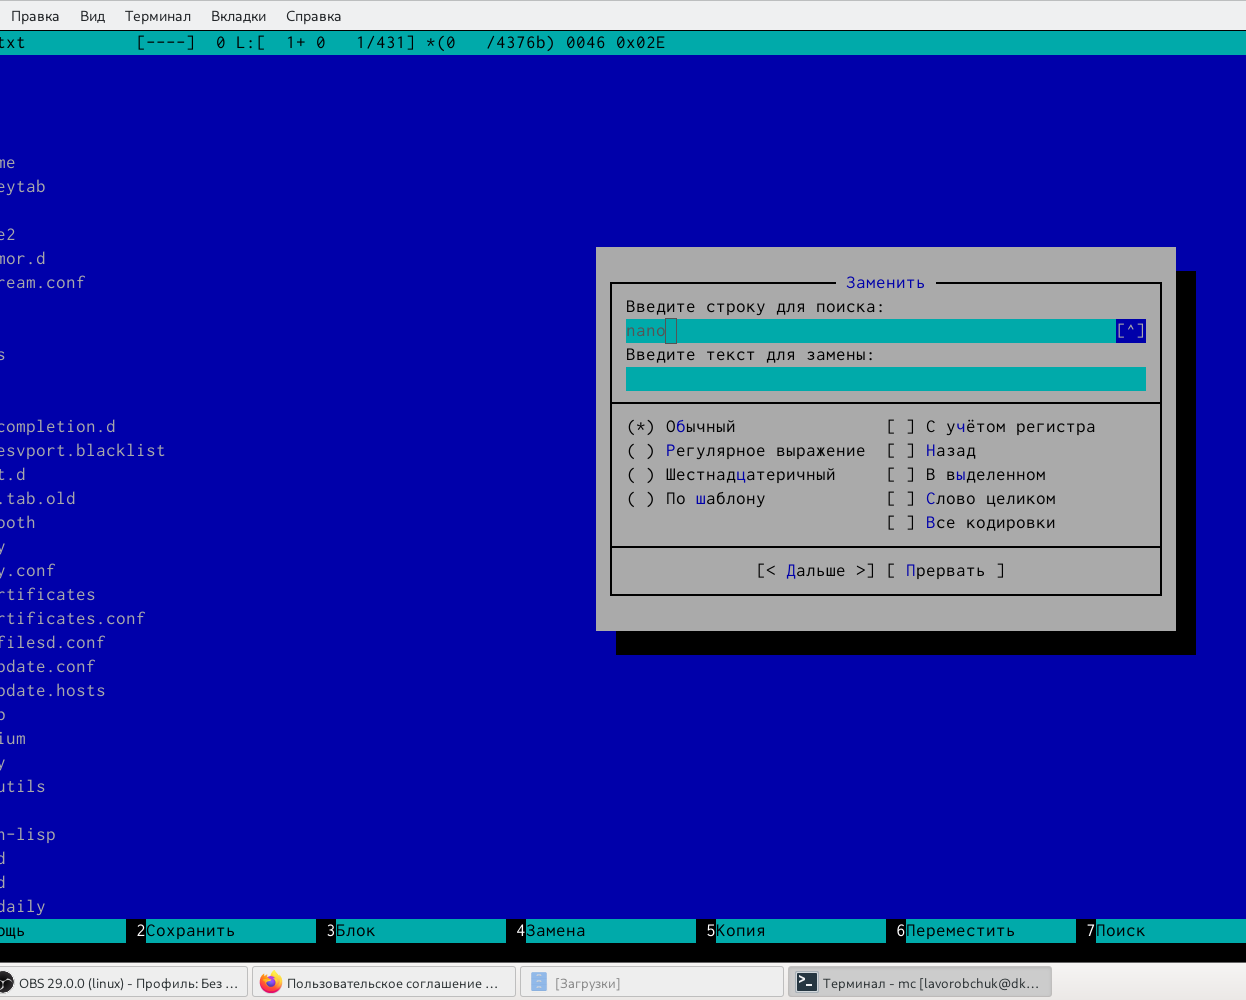 Правка Вид Терминал Вкладки Справка
txt [----] 0 L:[ 1+ 0 1/431] *(0 /4376b) 0046 0x02E
me
eytab
e2
mor.d
ream.conf
Заменить
Введите строку для поиска:
nano [^]
s
Введите текст для замены:
completion.d
(*) Обычный [ ] С учётом регистра
esvport.blacklist
( ) Регулярное выражение [ ] Назад
t.d
( ) Шестнадцатеричный [ ] В выделенном
.tab.old
( ) По шаблону [ ] Слово целиком
ooth
[ ] Все кодировки
y
y.conf
[< Дальше >] [ Прервать ]
rtificates
rtificates.conf
filesd.conf
pdate.conf
pdate.hosts
p
ium
y
utils
n-lisp
d
d
daily
ощь 2Сохранить 3Блок 4Замена 5Копия 6Переместить 7Поиск
OBS 29.0.0 (linux) - Профиль: Без ... Пользовательское соглашение ... [Загрузки] Терминал - mc [lavorobchuk@dk...